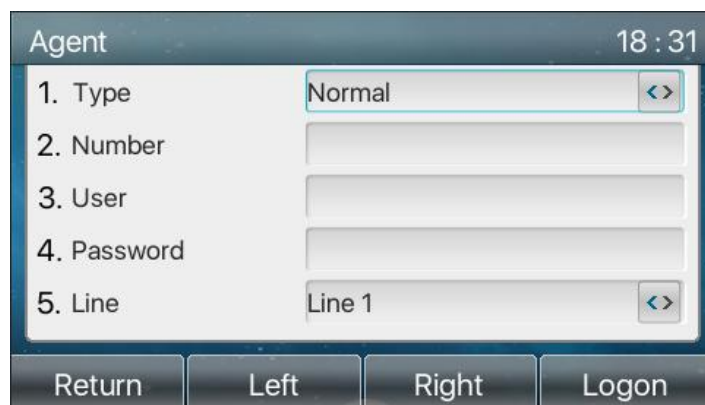 Agent 18 : 31
1. Type Normal <>
2. Number
3. User
4. Password
5. Line Line 1 <>
Return Left Right Logon